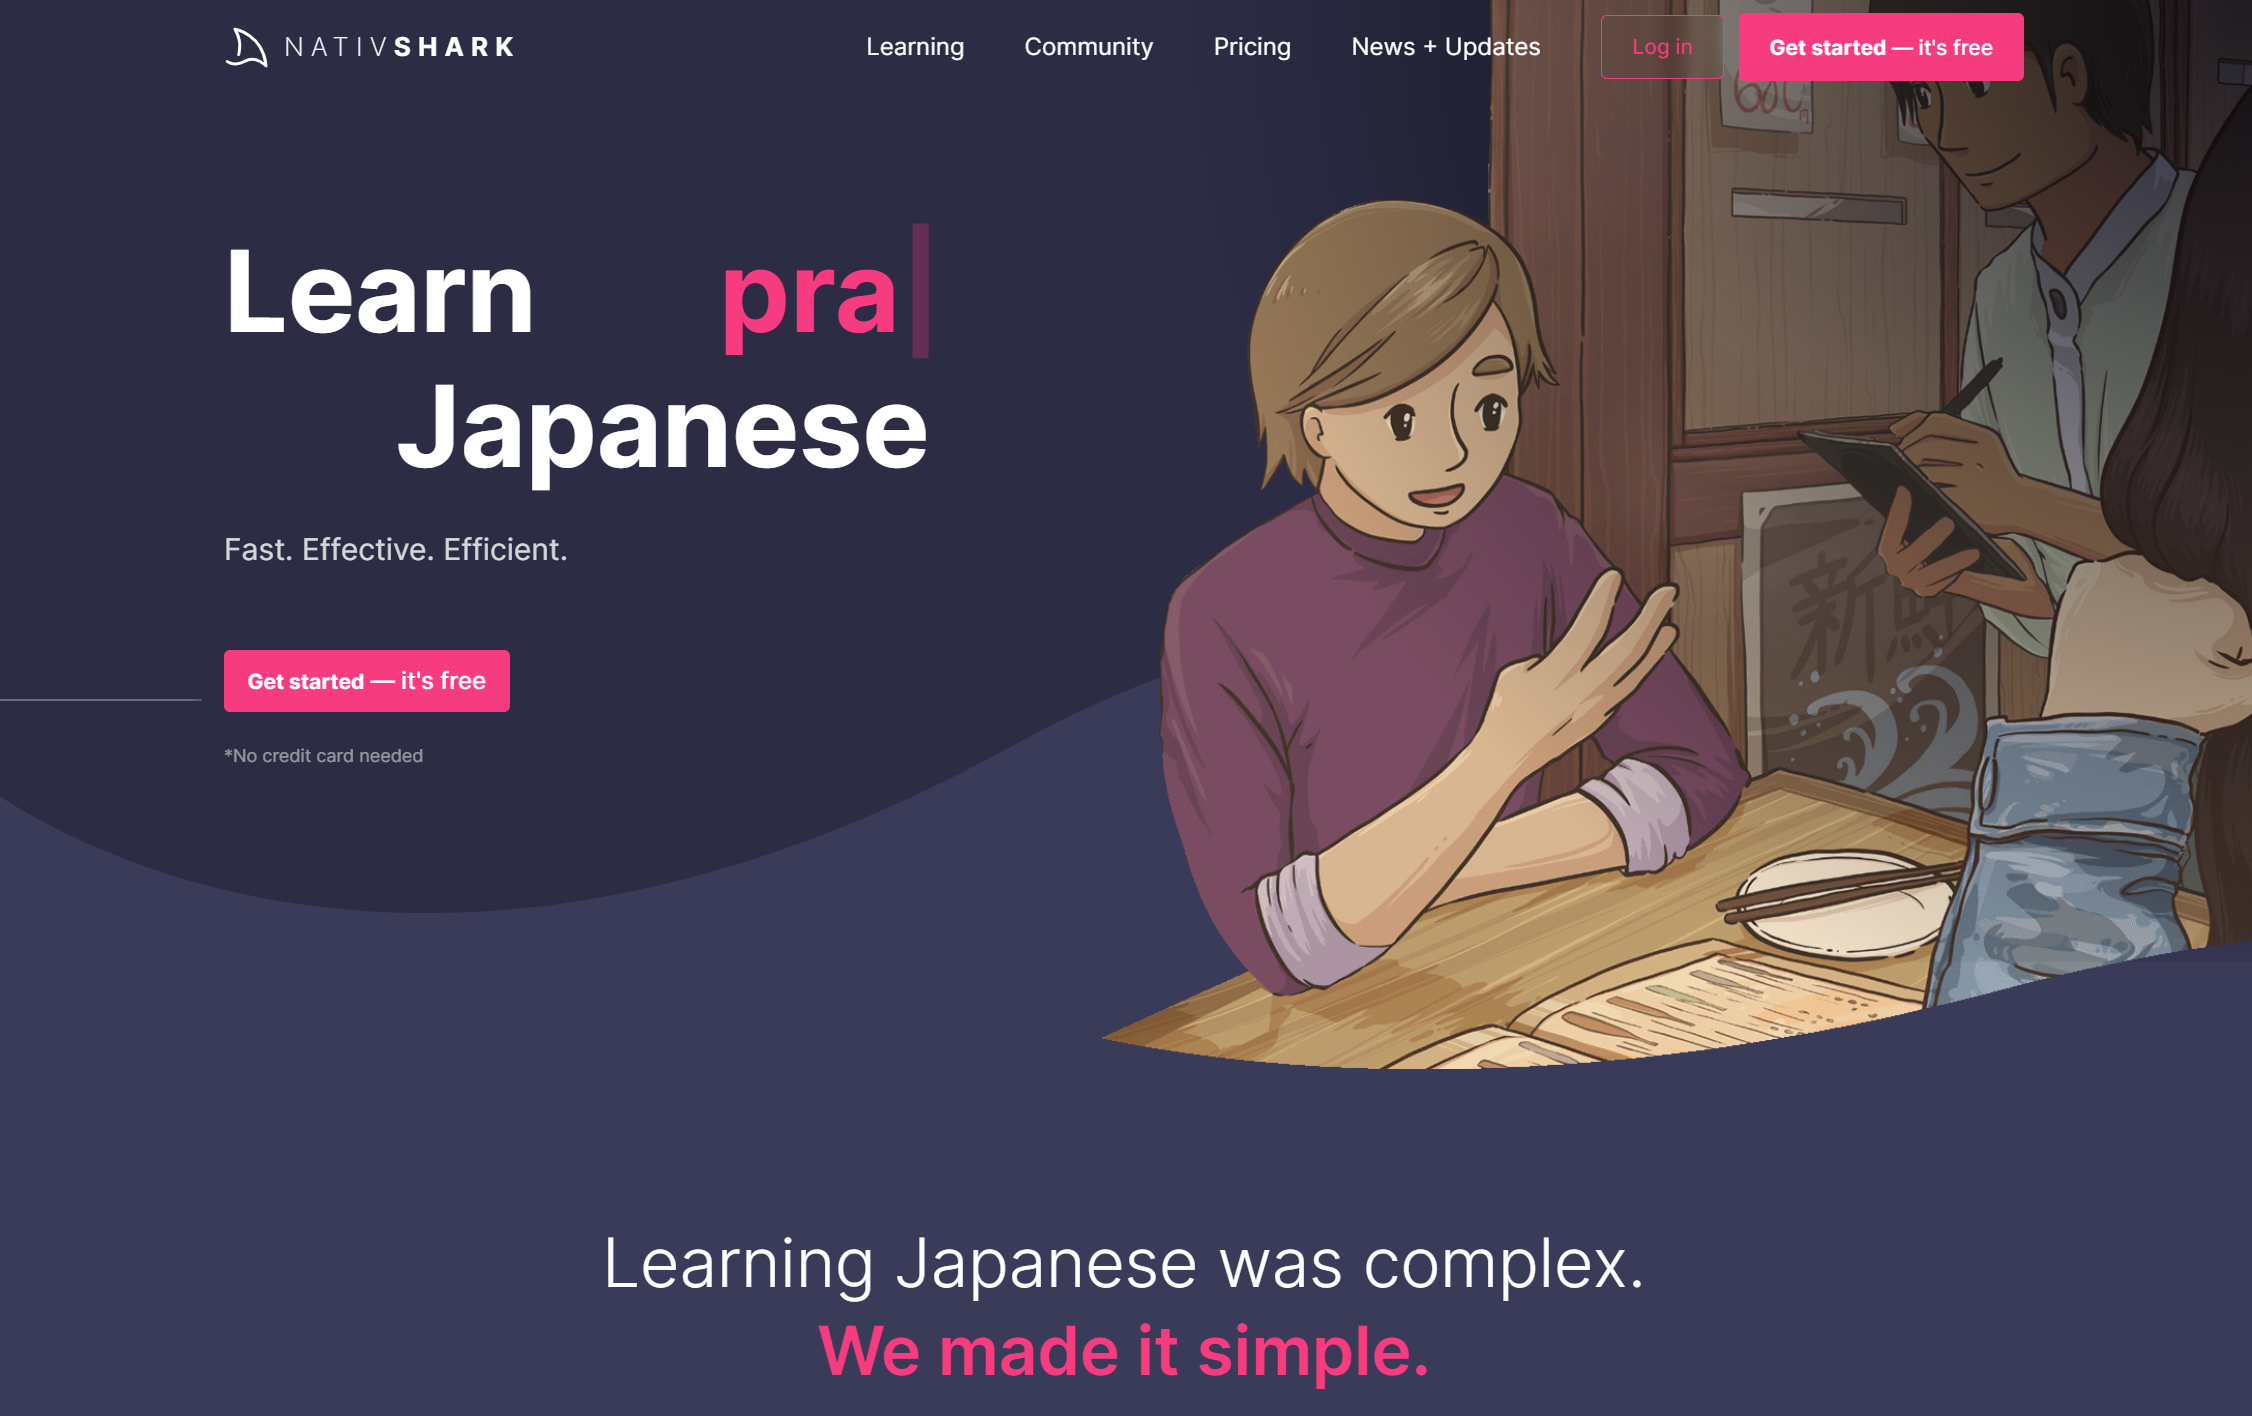 NATIVSHARK
Learning
Community
Pricing
News + Updates
Log in
Get started — it's free
Learn pra
Japanese
Fast. Effective. Efficient.
Get started — it's free
*No credit card needed
新鮮
Learning Japanese was complex.
We made it simple.